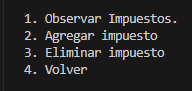 1. Observar Impuestos.
2. Agregar impuesto
3. Eliminar impuesto
4. Volver